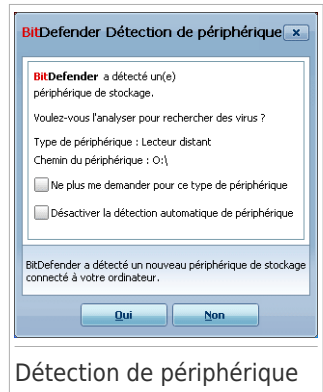 BitDefender Détection de périphérique
BitDefender a détecté un(e)
périphérique de stockage.
Voulez-vous l'analyser pour rechercher des virus ?
Type de périphérique : Lecteur distant
Chemin du périphérique : O:\
Ne plus me demander pour ce type de périphérique
Désactiver la détection automatique de périphérique
BitDefender a détecté un nouveau périphérique de stockage
connecté à votre ordinateur.
Oui Non
Détection de périphérique